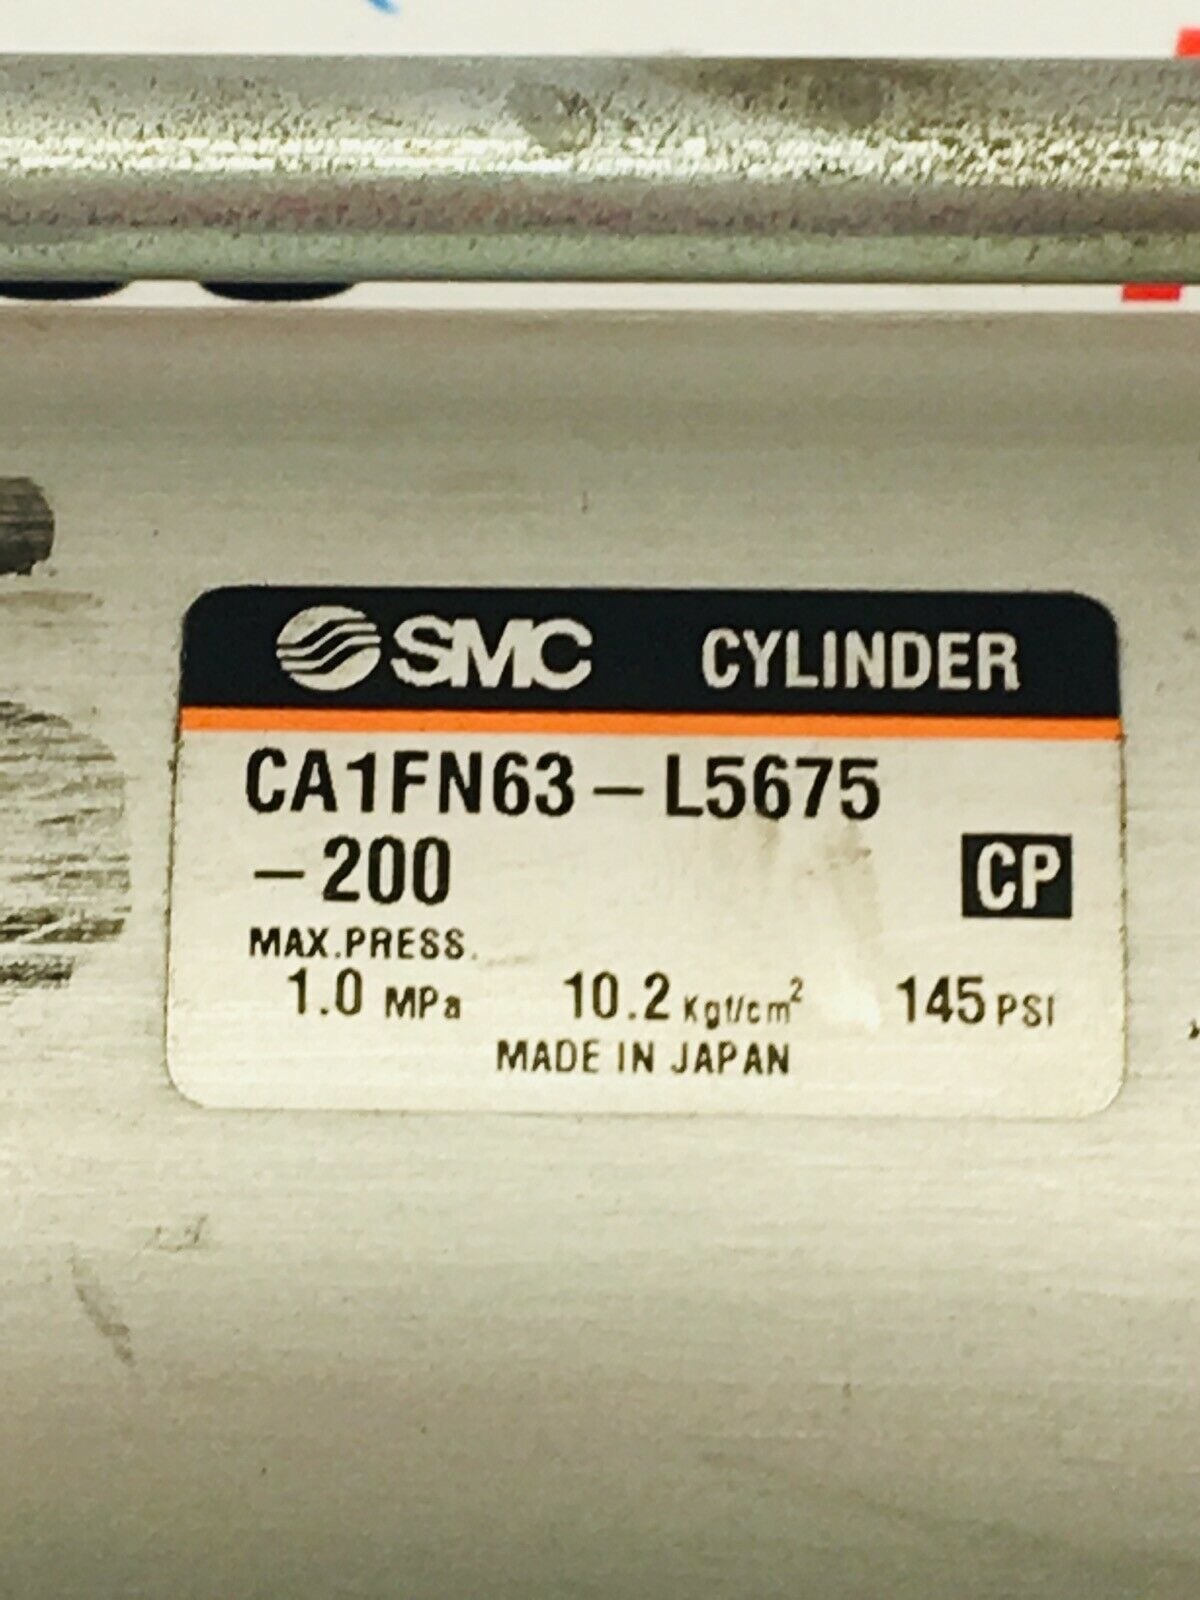 SMC CYLINDER
CA1FN63-L5675
-200
CP
MAX.PRESS.
1.0 MPa 10.2 Kgf/cm² 145 PSI
MADE IN JAPAN